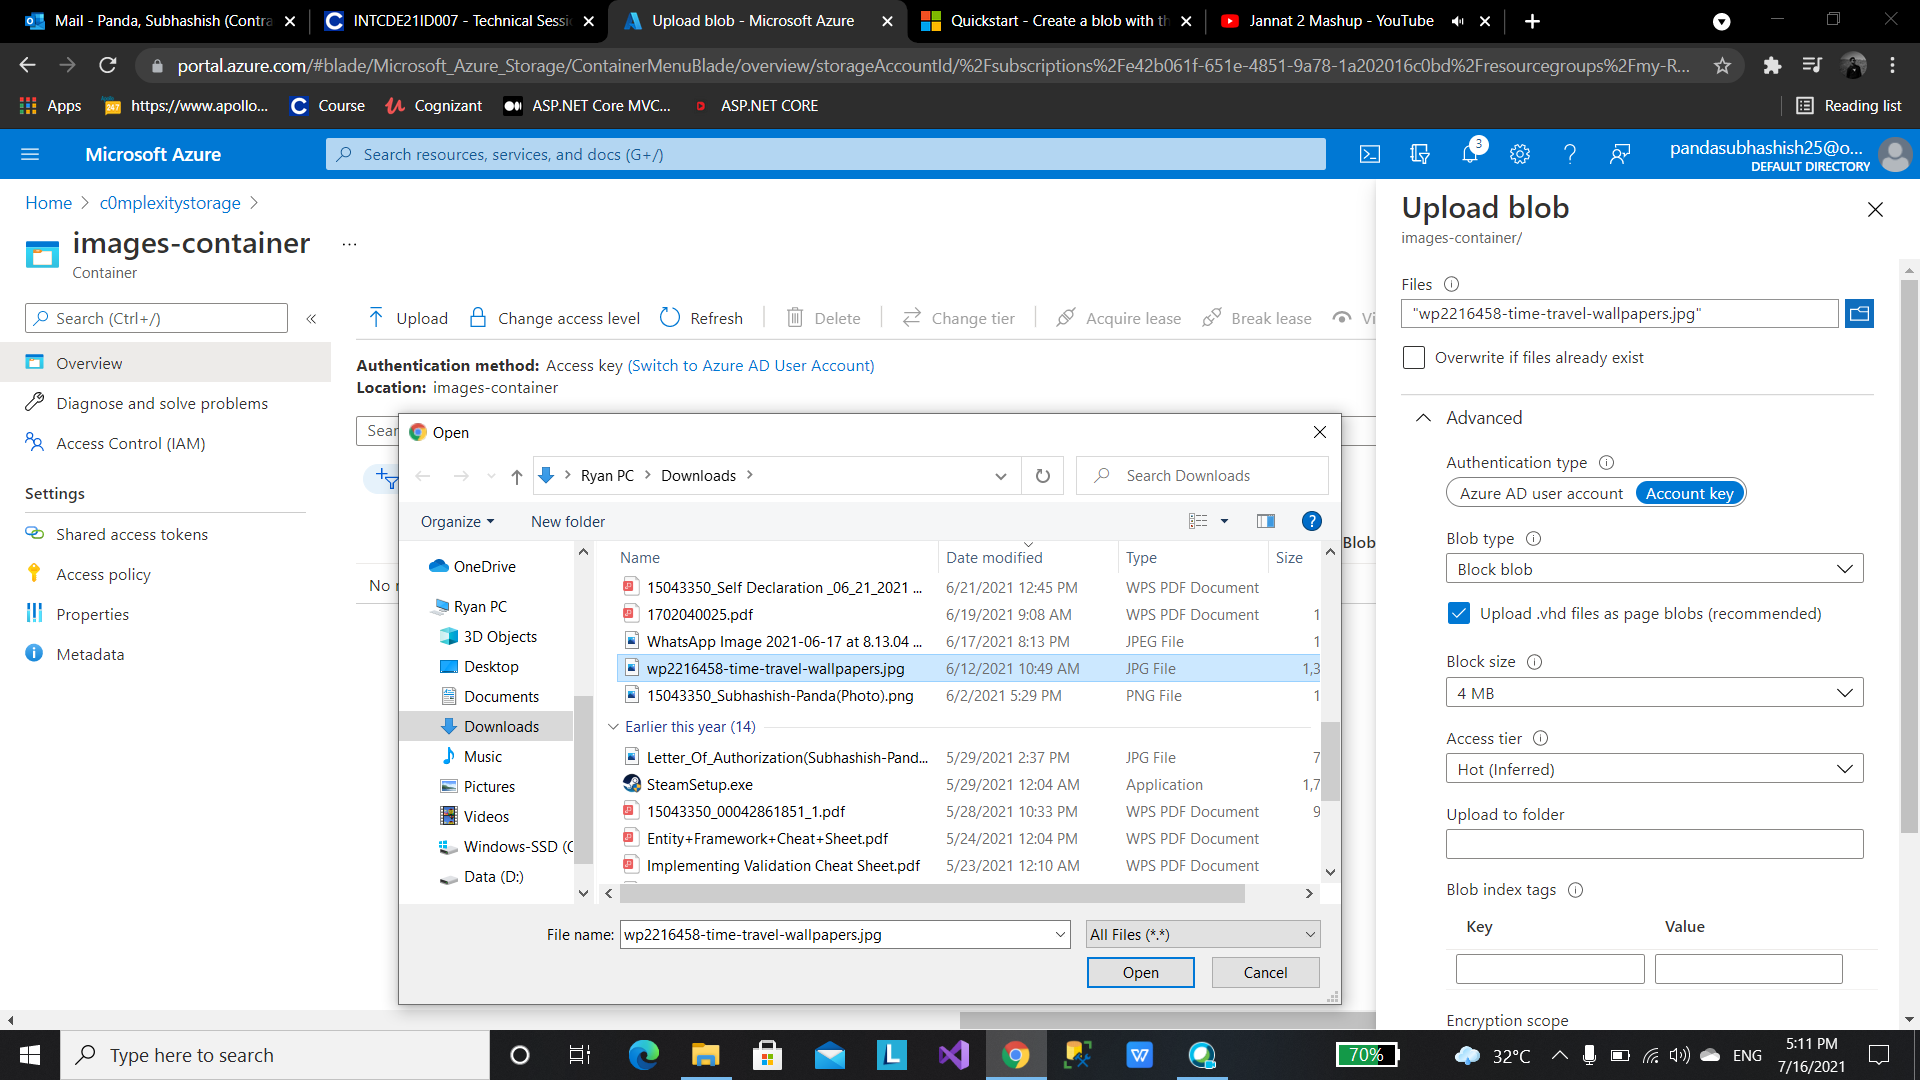 Mail - Panda, Subhashish (Contra
INTCDE21ID007 - Technical Sessi
Upload blob - Microsoft Azure
Quickstart - Create a blob with th
Jannat 2 Mashup - YouTube
portal.azure.com/#blade/Microsoft_Azure_Storage/ContainerMenuBlade/overview/storageAccountId/%2Fsubscriptions%2Fe42b061f-651e-4851-9a78-1a202016c0bd%2Fresourcegroups%2Fmy-R...
Apps
https://www.apollo...
Course
Cognizant
ASP.NET Core MVC...
ASP.NET CORE
Reading list
Microsoft Azure
Search resources, services, and docs (G+/)
3
pandasubhashish25@o...
DEFAULT DIRECTORY
Home > c0mplexitystorage >
images-container ...
Container
Search (Ctrl+/)
Overview
Diagnose and solve problems
Access Control (IAM)
Settings
Shared access tokens
Access policy
Properties
Metadata
Upload
Change access level
Refresh
Delete
Change tier
Acquire lease
Break lease
Vi
Authentication method: Access key (Switch to Azure AD User Account)
Location: images-container
Sear
No r
Blob
Open
Ryan PC > Downloads >
Search Downloads
Organize
New folder
OneDrive
Ryan PC
3D Objects
Desktop
Documents
Downloads
Music
Pictures
Videos
Windows-SSD (C
Data (D:)
Name Date modified Type Size
15043350_Self Declaration _06_21_2021 ... 6/21/2021 12:45 PM WPS PDF Document
1702040025.pdf 6/19/2021 9:08 AM WPS PDF Document 1
WhatsApp Image 2021-06-17 at 8.13.04 ... 6/17/2021 8:13 PM JPEG File 1
wp2216458-time-travel-wallpapers.jpg 6/12/2021 10:49 AM JPG File 1,3
15043350_Subhashish-Panda(Photo).png 6/2/2021 5:29 PM PNG File 1
Earlier this year (14)
Letter_Of_Authorization(Subhashish-Pand... 5/29/2021 2:37 PM JPG File 7
SteamSetup.exe 5/29/2021 12:04 AM Application 1,7
15043350_00042861851_1.pdf 5/28/2021 10:33 PM WPS PDF Document 9
Entity+Framework+Cheat+Sheet.pdf 5/24/2021 12:04 PM WPS PDF Document
Implementing Validation Cheat Sheet.pdf 5/23/2021 12:10 AM WPS PDF Document
File name: wp2216458-time-travel-wallpapers.jpg
All Files (*.*)
Open
Cancel
Upload blob
images-container/
Files
"wp2216458-time-travel-wallpapers.jpg"
Overwrite if files already exist
Advanced
Authentication type
Azure AD user account
Account key
Blob type
Block blob
Upload .vhd files as page blobs (recommended)
Block size
4 MB
Access tier
Hot (Inferred)
Upload to folder
Blob index tags
Key Value
Encryption scope
Type here to search
70%
32°C
ENG
5:11 PM
7/16/2021